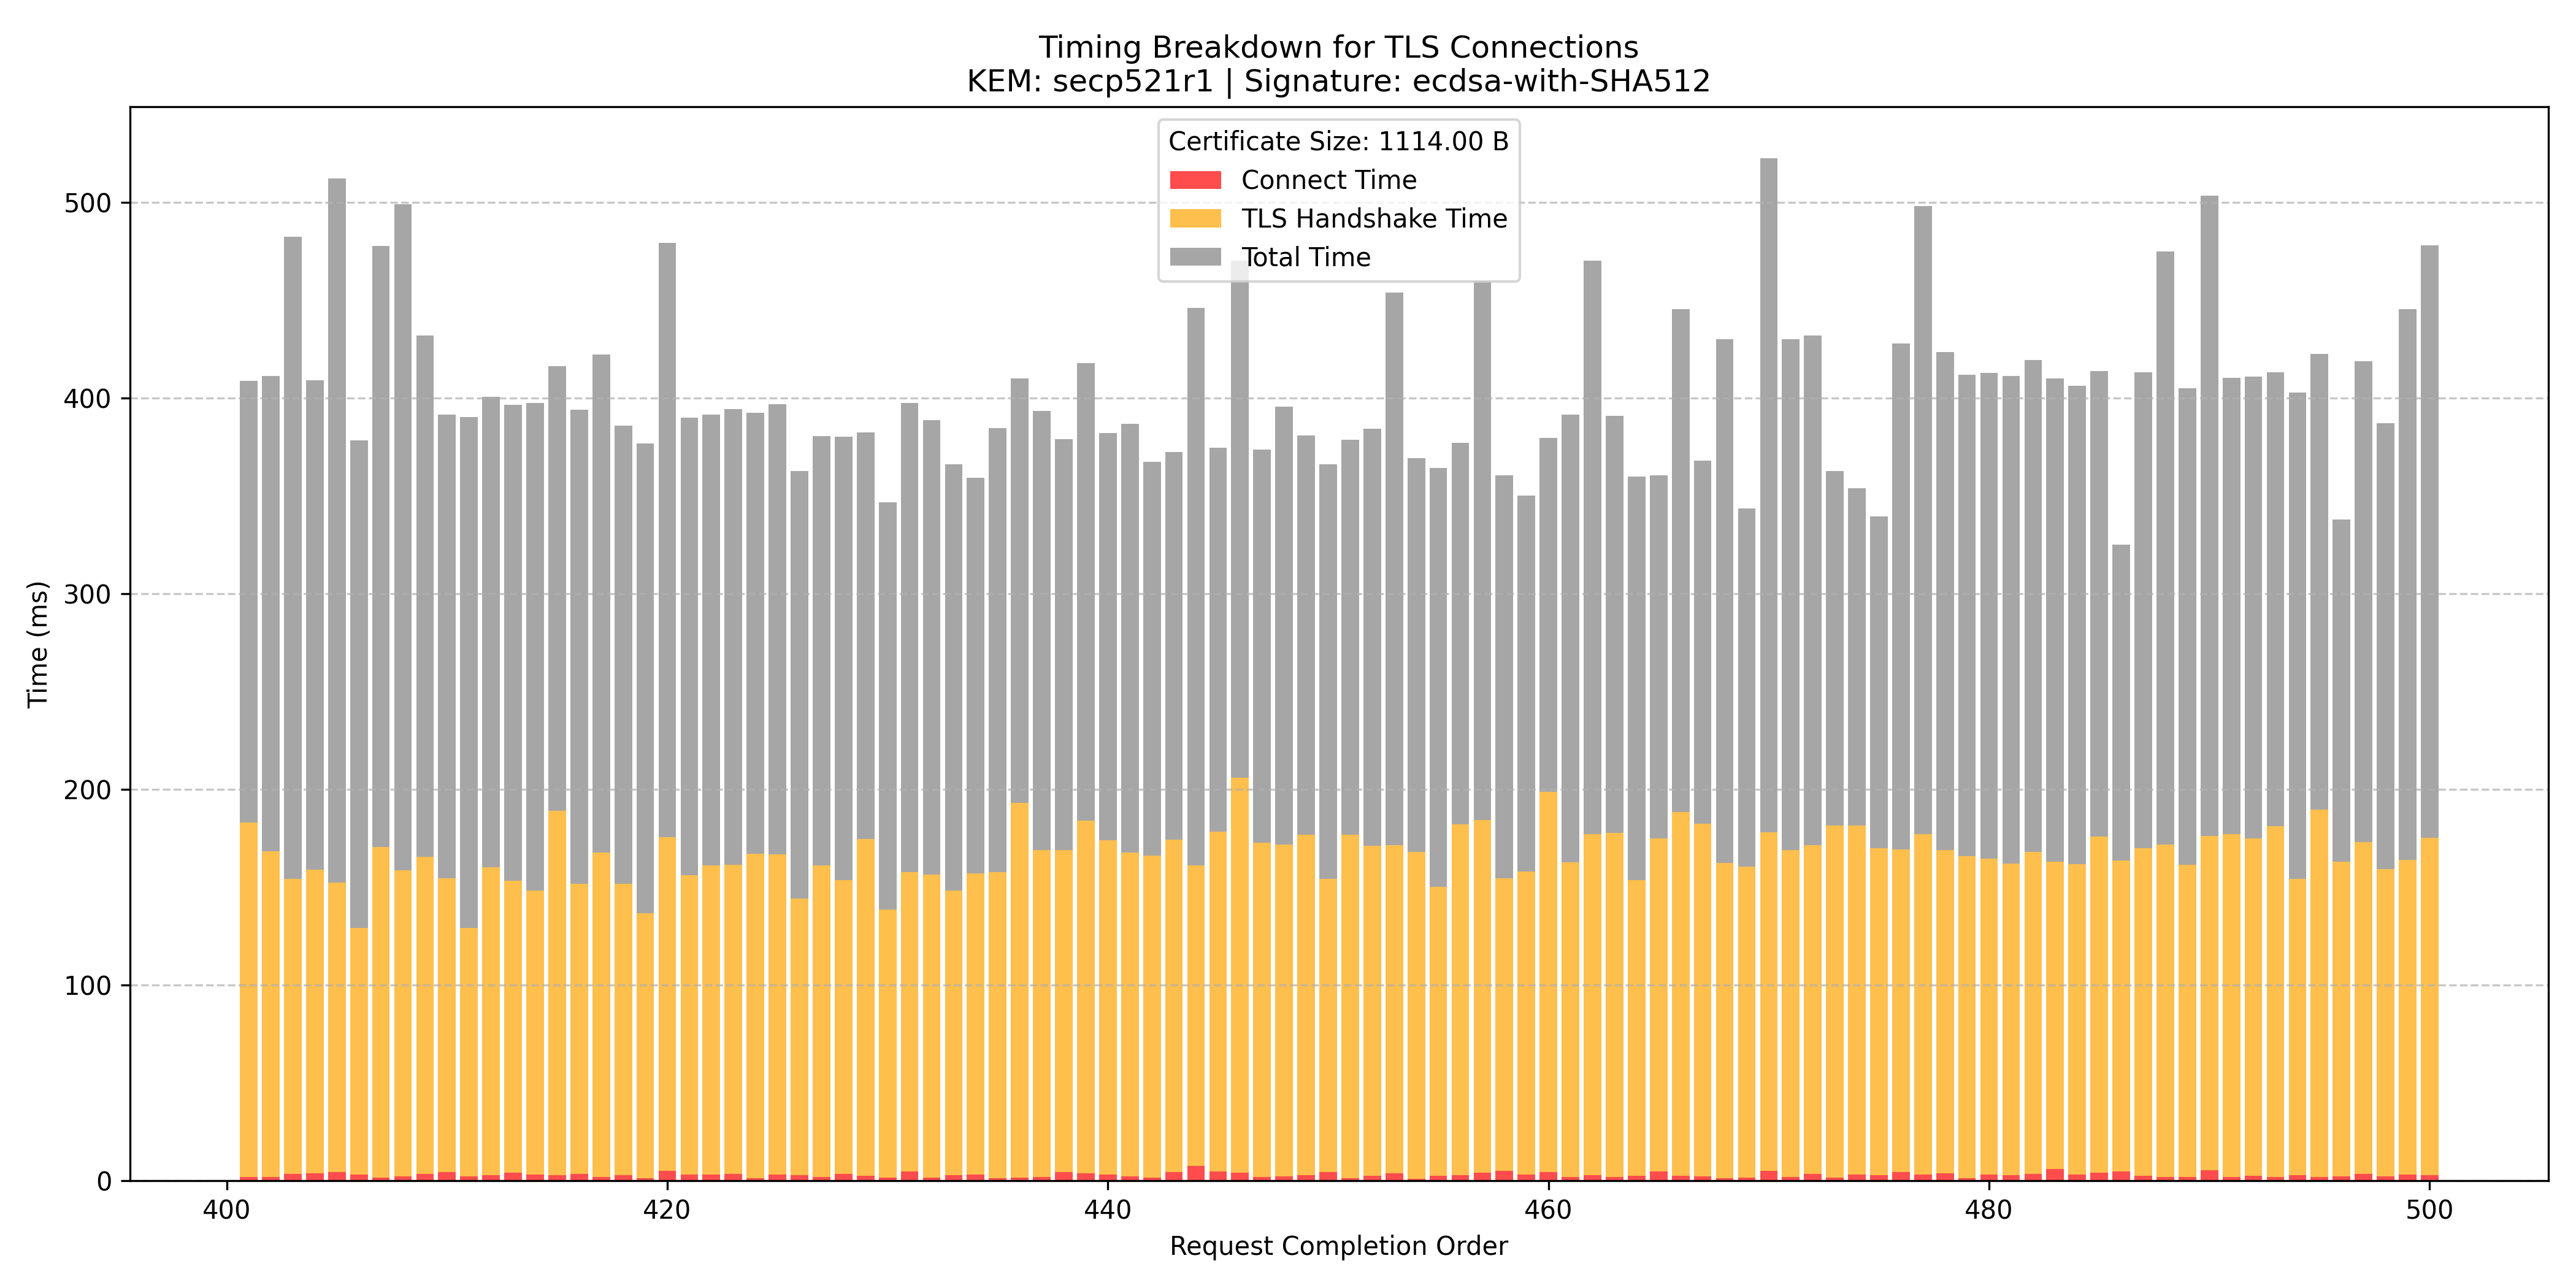 Timing Breakdown for TLS Connections
KEM: secp521r1 | Signature: ecdsa-with-SHA512
Certificate Size: 1114.00 B
Connect Time
TLS Handshake Time
Total Time
Time (ms)
500
400
300
200
100
0
400 420 440 460 480 500
Request Completion Order